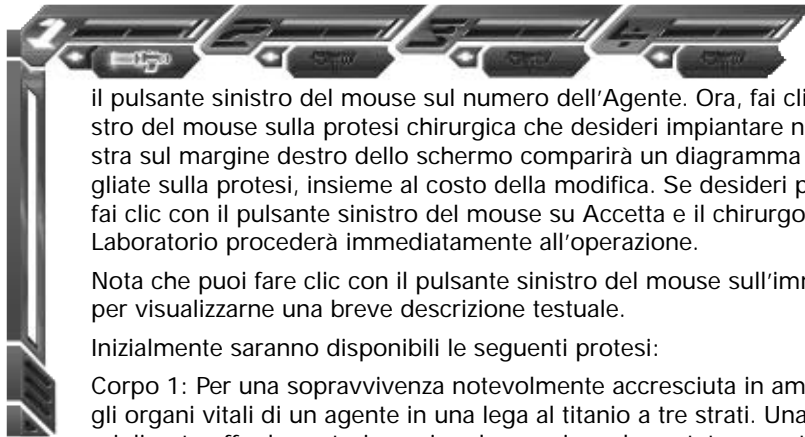 1 2 3 4
il pulsante sinistro del mouse sul numero dell'Agente. Ora, fai cli
stro del mouse sulla protesi chirurgica che desideri impiantare n
stra sul margine destro dello schermo comparirà un diagramma
gliate sulla protesi, insieme al costo della modifica. Se desideri p
fai clic con il pulsante sinistro del mouse su Accetta e il chirurgo
Laboratorio procederà immediatamente all'operazione.
Nota che puoi fare clic con il pulsante sinistro del mouse sull'imm
per visualizzarne una breve descrizione testuale.
Inizialmente saranno disponibili le seguenti protesi:
Corpo 1: Per una sopravvivenza notevolmente accresciuta in am
gli organi vitali di un agente in una lega al titanio a tre strati. Una